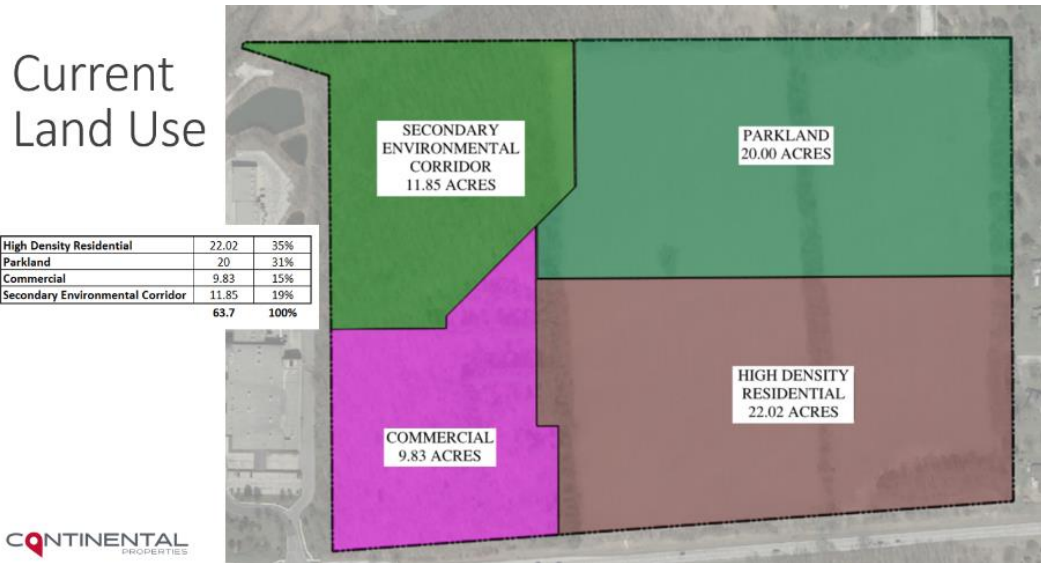 Current
Land Use
High Density Residential 22.02 35%
Parkland 20 31%
Commercial 9.83 15%
Secondary Environmental Corridor 11.85 19%
63.7 100%
SECONDARY
ENVIRONMENTAL
CORRIDOR
11.85 ACRES
PARKLAND
20.00 ACRES
COMMERCIAL
9.83 ACRES
HIGH DENSITY
RESIDENTIAL
22.02 ACRES
CONTINENTAL
PROPERTIES